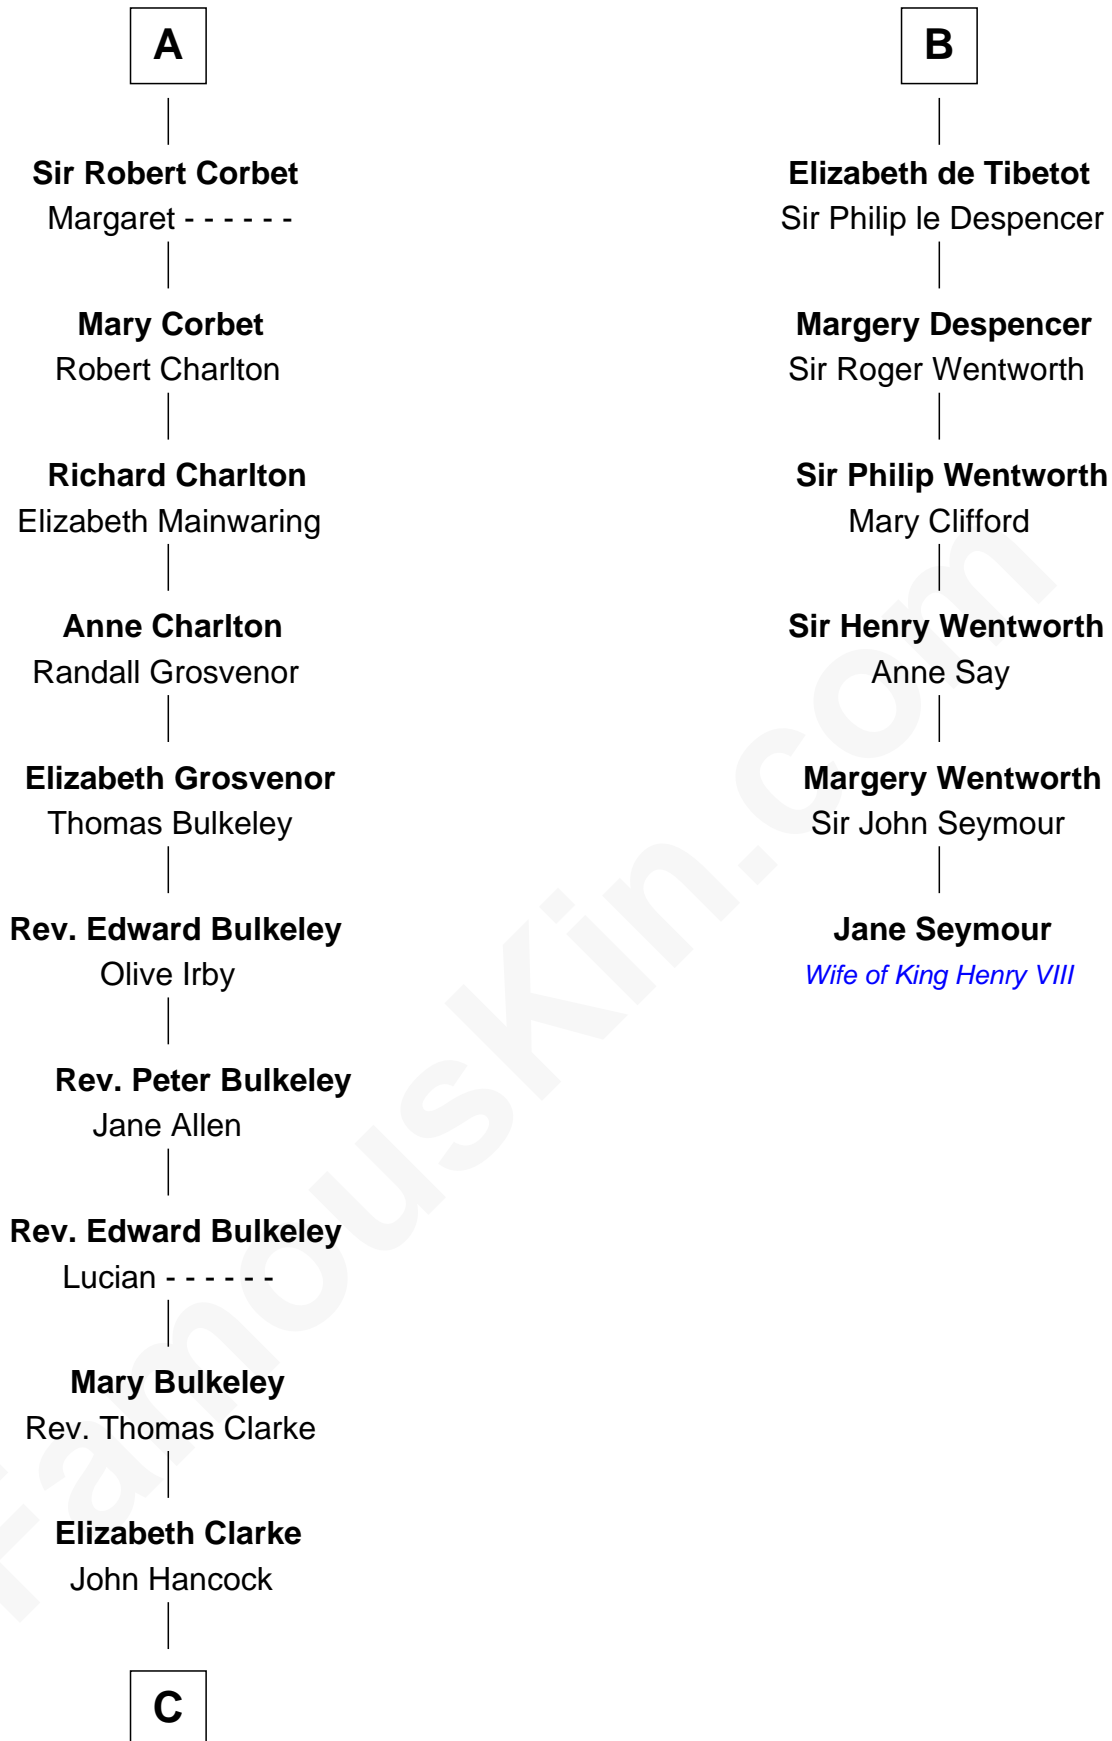 A
Sir Robert Corbet
Margaret - - - - - -
Mary Corbet
Robert Charlton
Richard Charlton
Elizabeth Mainwaring
Anne Charlton
Randall Grosvenor
Elizabeth Grosvenor
Thomas Bulkeley
Rev. Edward Bulkeley
Olive Irby
Rev. Peter Bulkeley
Jane Allen
Rev. Edward Bulkeley
Lucian - - - - - -
Mary Bulkeley
Rev. Thomas Clarke
Elizabeth Clarke
John Hancock
C
B
Elizabeth de Tibetot
Sir Philip le Despencer
Margery Despencer
Sir Roger Wentworth
Sir Philip Wentworth
Mary Clifford
Sir Henry Wentworth
Anne Say
Margery Wentworth
Sir John Seymour
Jane Seymour
Wife of King Henry VIII
FamousKin.com